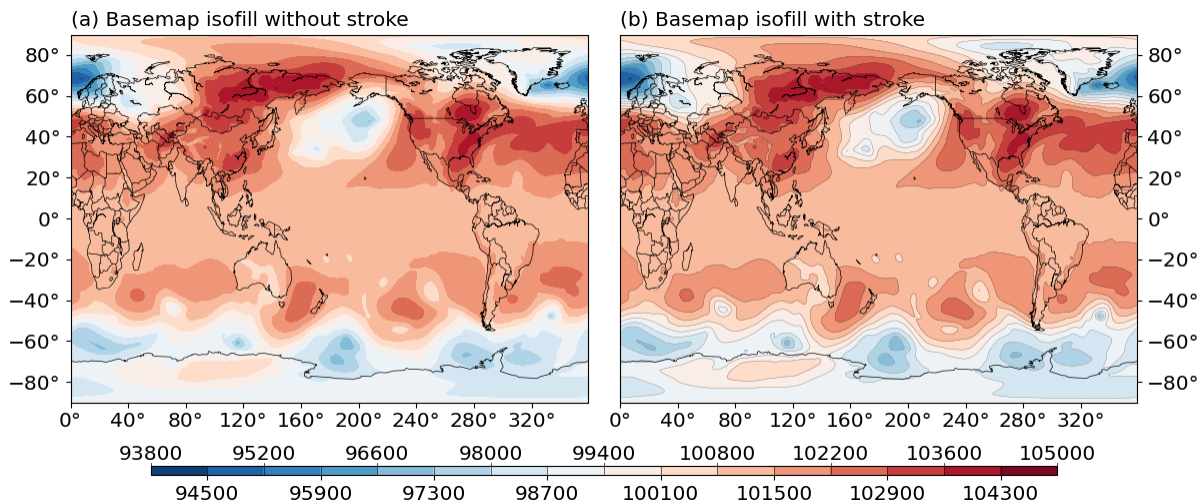 (a) Basemap isofill without stroke
(b) Basemap isofill with stroke
80° 80°
60° 60°
40° 40°
20° 20°
0° 0°
−20° −20°
−40° −40°
−60° −60°
−80° −80°
0° 40° 80° 120° 160° 200° 240° 280° 320° 0° 40° 80° 120° 160° 200° 240° 280° 320°
93800 95200 96600 98000 99400 100800 102200 103600 105000
94500 95900 97300 98700 100100 101500 102900 104300